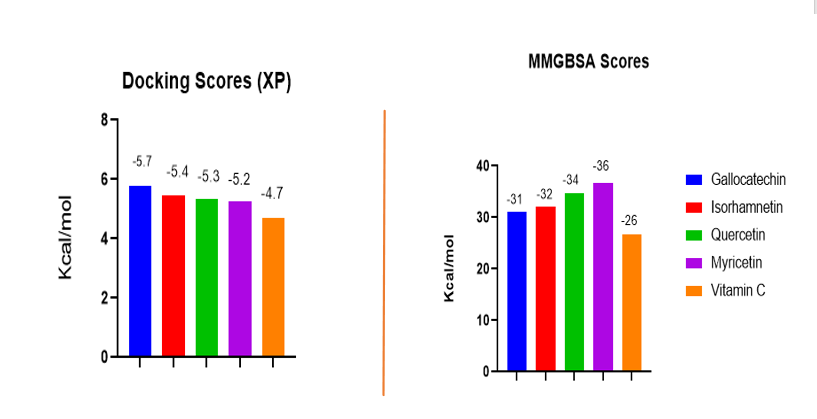 Docking Scores (XP)
Kcal/mol
8
6
4
2
0
-5.7
-5.4
-5.3
-5.2
-4.7
MMGBSA Scores
Kcal/mol
40
30
20
10
0
-31
-32
-34
-36
-26
Gallocatechin
Isorhamnetin
Quercetin
Myricetin
Vitamin C